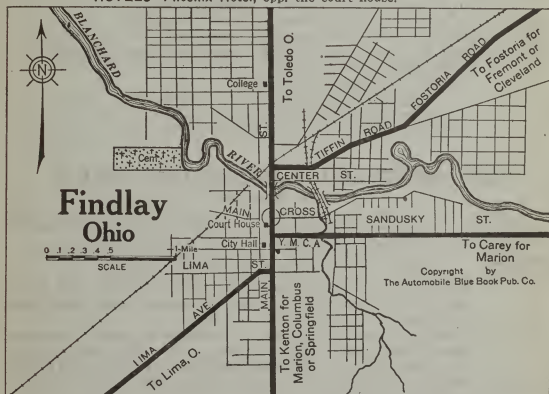 HOTELS—Phoenix Hotel, opp. the court house.
BLANCHARD
RIVER
N
College
ST.
To Toledo O.
To Fostoria for
Fremont or
Cleveland
FOSTORIA ROAD
TIFFIN ROAD
CENTER ST.
Cem.
Findlay
Ohio
0 .1 .2 .3 .4 .5
1-Mile
SCALE
MAIN
CROSS
Court House
City Hall
Y. M. C. A.
SANDUSKY ST.
To Carey for
Marion
LIMA ST.
MAIN
LIMA AVE.
To Lima, O.
To Kenton for
Marion, Columbus
or Springfield
Copyright by
The Automobile Blue Book Pub. Co.